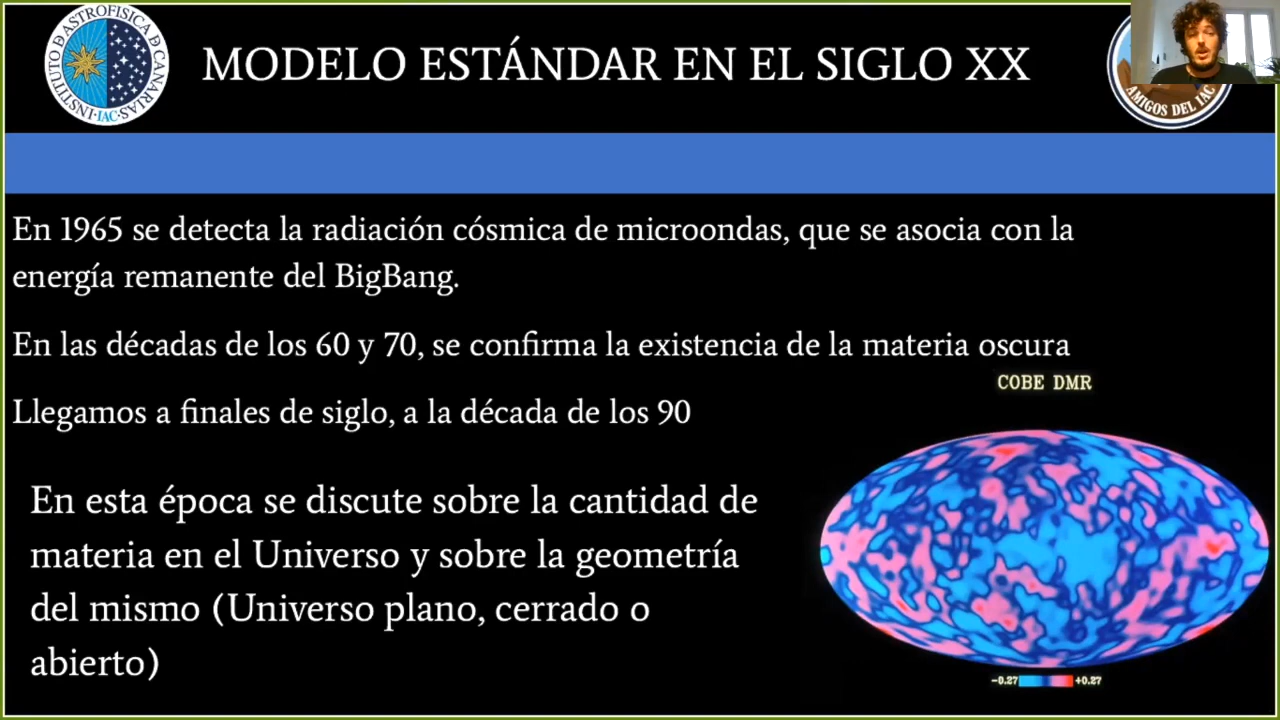 INSTITUTO DE ASTROFISICA DE CANARIAS
·IAC·
MODELO ESTÁNDAR EN EL SIGLO XX
AMIGOS DEL IAC
En 1965 se detecta la radiación cósmica de microondas, que se asocia con la
energía remanente del BigBang.
En las décadas de los 60 y 70, se confirma la existencia de la materia oscura
COBE DMR
Llegamos a finales de siglo, a la década de los 90
En esta época se discute sobre la cantidad de
materia en el Universo y sobre la geometría
del mismo (Universo plano, cerrado o
abierto)
-0.27 +0.27